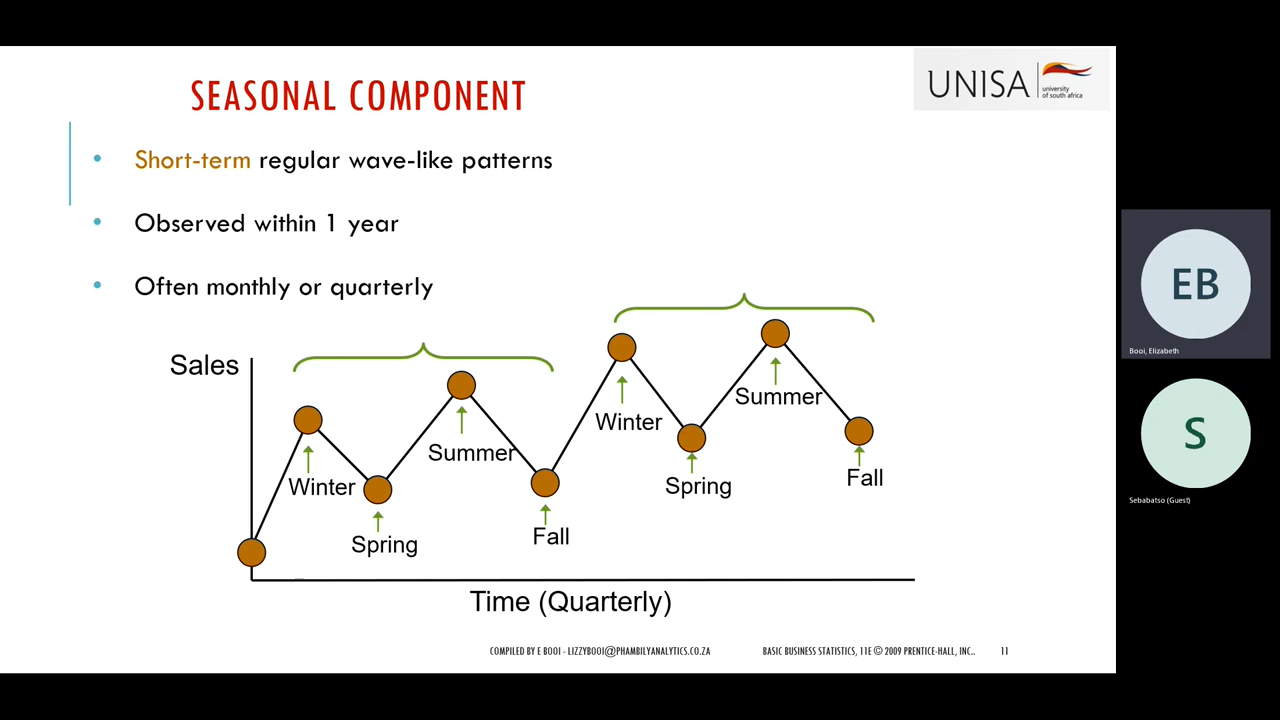 SEASONAL COMPONENT
UNISA
university
of south africa
• Short-term regular wave-like patterns
• Observed within 1 year
• Often monthly or quarterly
Sales
Winter
Spring
Summer
Fall
Winter
Spring
Summer
Fall
Time (Quarterly)
COMPILED BY E BOOI - LIZZYBOOI@PHAMBILYANALYTICS.CO.ZA
BASIC BUSINESS STATISTICS, 11E © 2009 PRENTICE-HALL, INC..
11
EB
Booi, Elizabeth
S
Sebabatso (Guest)